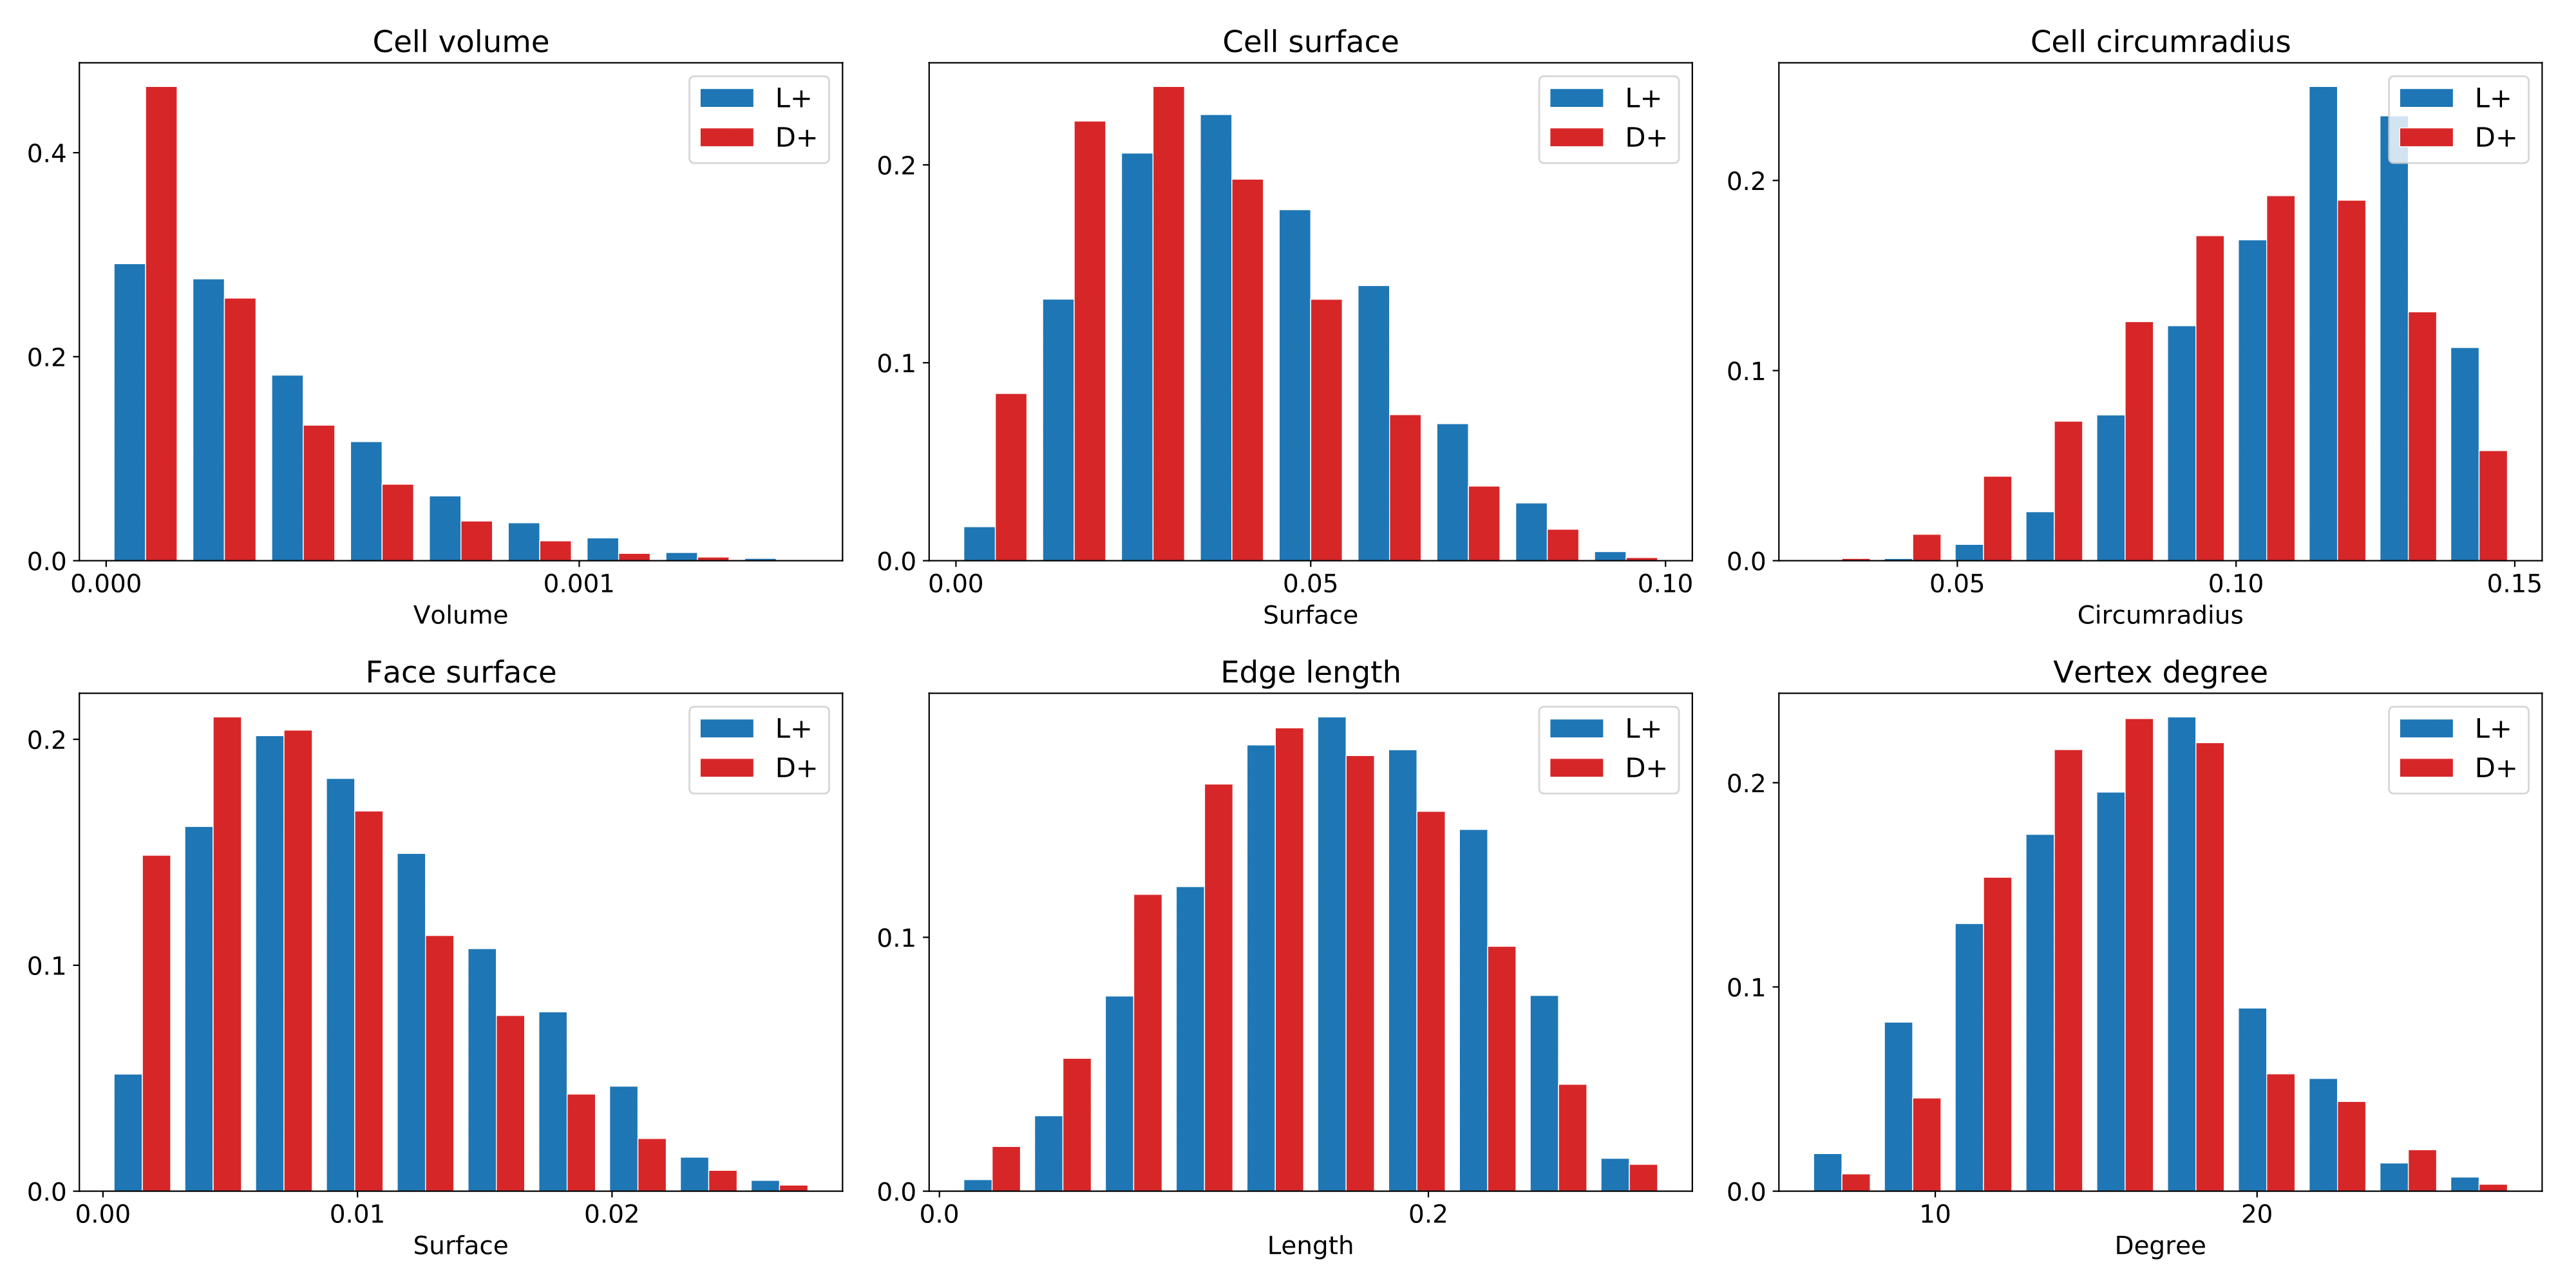 Cell volume
L+
D+
0.4
0.2
0.0
0.000 0.001
Volume
Cell surface
L+
D+
0.2
0.1
0.0
0.00 0.05 0.10
Surface
Cell circumradius
L+
D+
0.2
0.1
0.0
0.05 0.10 0.15
Circumradius
Face surface
L+
D+
0.2
0.1
0.0
0.00 0.01 0.02
Surface
Edge length
L+
D+
0.1
0.0
0.0 0.2
Length
Vertex degree
L+
D+
0.2
0.1
0.0
10 20
Degree